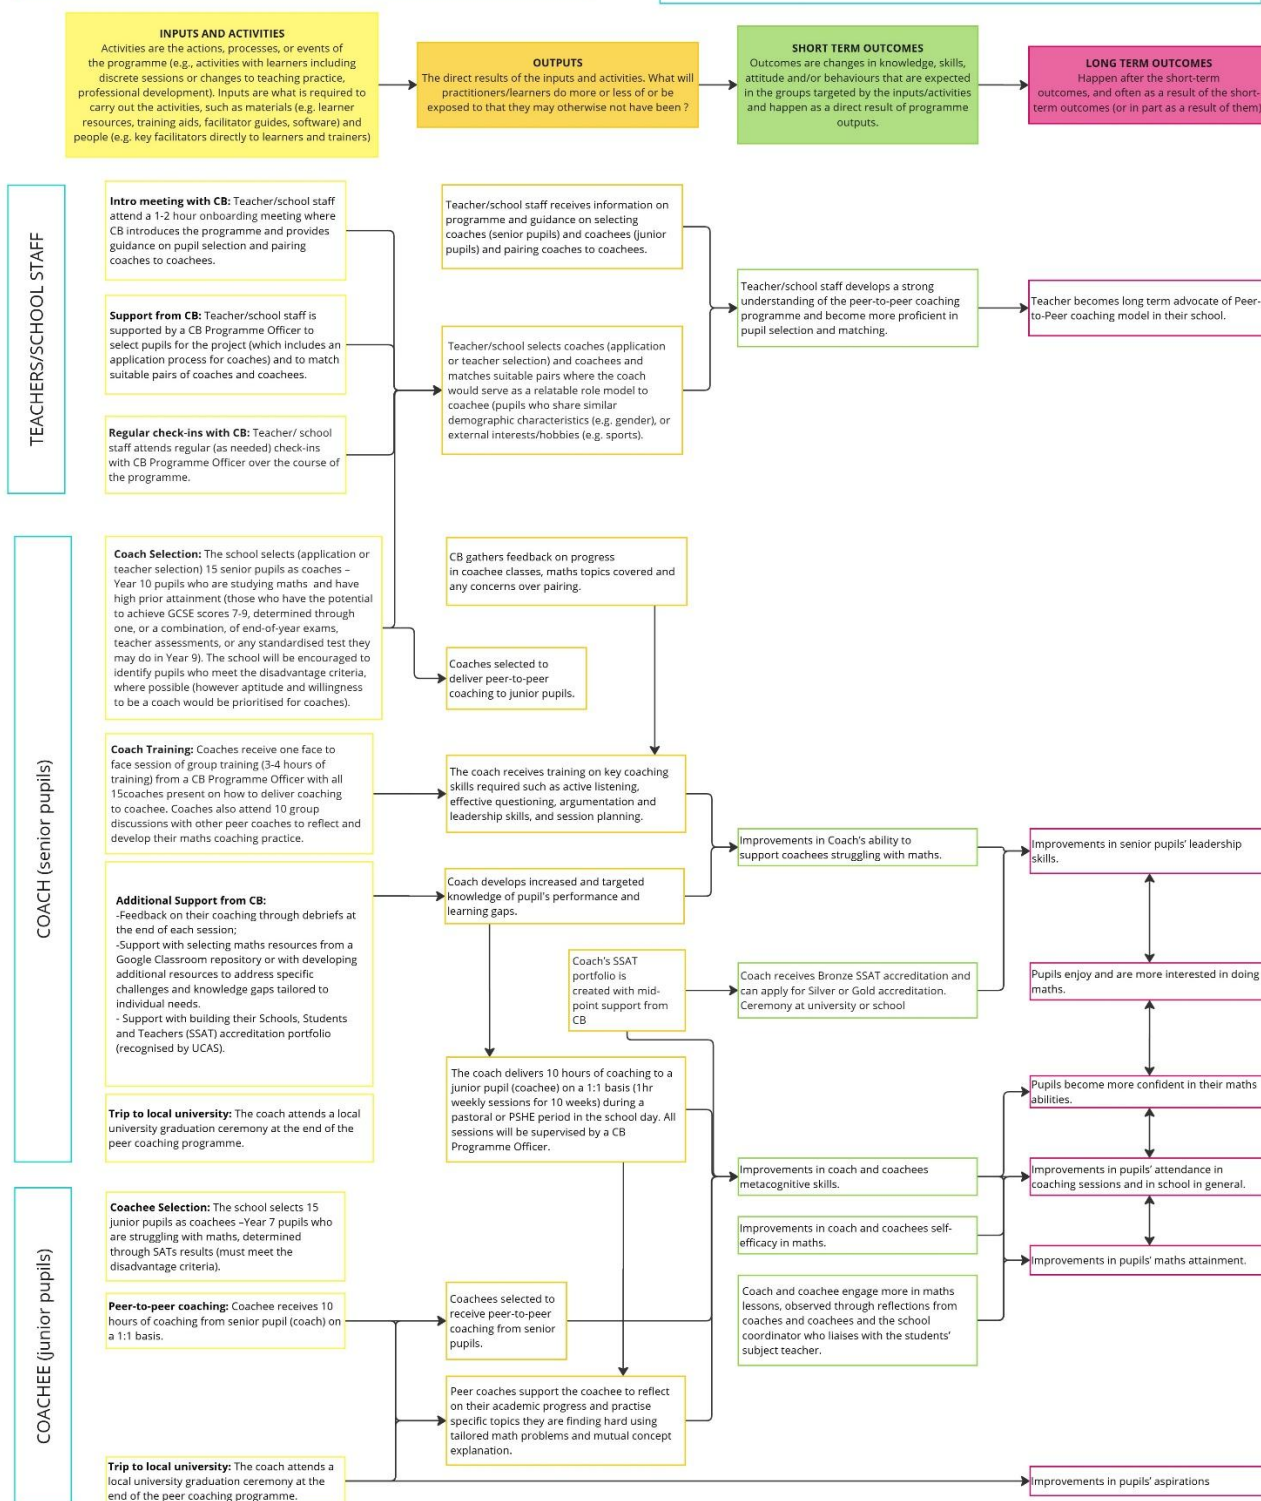 INPUTS AND ACTIVITIES
Activities are the actions, processes, or events of
the programme (e.g., activities with learners including
discrete sessions or changes to teaching practice,
professional development). Inputs are what is required to
carry out the activities, such as materials (e.g. learner
resources, training aids, facilitator guides, software) and
people (e.g. key facilitators directly to learners and trainers)
OUTPUTS
The direct results of the inputs and activities. What will
practitioners/learners do more or less of or be
exposed to that they may otherwise not have been ?
SHORT TERM OUTCOMES
Outcomes are changes in knowledge, skills,
attitude and/or behaviours that are expected
in the groups targeted by the inputs/activities
and happen as a direct result of programme
outputs.
LONG TERM OUTCOMES
Happen after the short-term
outcomes, and often as a result of the short-
term outcomes (or in part as a result of them)
TEACHERS/SCHOOL STAFF
Intro meeting with CB: Teacher/school staff
attend a 1-2 hour onboarding meeting where
CB introduces the programme and provides
guidance on pupil selection and pairing
coaches to coachees.
Support from CB: Teacher/school staff is
supported by a CB Programme Officer to
select pupils for the project (which includes an
application process for coaches) and to match
suitable pairs of coaches and coachees.
Regular check-ins with CB: Teacher/ school
staff attends regular (as needed) check-ins
with CB Programme Officer over the course of
the programme.
Teacher/school staff receives information on
programme and guidance on selecting
coaches (senior pupils) and coachees (junior
pupils) and pairing coaches to coachees.
Teacher/school selects coaches (application
or teacher selection) and coachees and
matches suitable pairs where the coach
would serve as a relatable role model to
coachee (pupils who share similar
demographic characteristics (e.g. gender), or
external interests/hobbies (e.g. sports).
Teacher/school staff develops a strong
understanding of the peer-to-peer coaching
programme and become more proficient in
pupil selection and matching.
Teacher becomes long term advocate of Peer-
to-Peer coaching model in their school.
COACH (senior pupils)
Coach Selection: The school selects (application or
teacher selection) 15 senior pupils as coaches –
Year 10 pupils who are studying maths and have
high prior attainment (those who have the potential
to achieve GCSE scores 7-9, determined through
one, or a combination, of end-of-year exams,
teacher assessments, or any standardised test they
may do in Year 9). The school will be encouraged to
identify pupils who meet the disadvantage criteria,
where possible (however aptitude and willingness
to be a coach would be prioritised for coaches).
Coach Training: Coaches receive one face to
face session of group training (3-4 hours of
training) from a CB Programme Officer with all
15coaches present on how to deliver coaching
to coachee. Coaches also attend 10 group
discussions with other peer coaches to reflect and
develop their maths coaching practice.
Additional Support from CB:
-Feedback on their coaching through debriefs at
the end of each session;
-Support with selecting maths resources from a
Google Classroom repository or with developing
additional resources to address specific
challenges and knowledge gaps tailored to
individual needs.
- Support with building their Schools, Students
and Teachers (SSAT) accreditation portfolio
(recognised by UCAS).
Trip to local university: The coach attends a local
university graduation ceremony at the end of the
peer coaching programme.
CB gathers feedback on progress
in coachee classes, maths topics covered and
any concerns over pairing.
Coaches selected to
deliver peer-to-peer
coaching to junior pupils.
The coach receives training on key coaching
skills required such as active listening,
effective questioning, argumentation and
leadership skills, and session planning.
Coach develops increased and targeted
knowledge of pupil's performance and
learning gaps.
Coach's SSAT
portfolio is
created with mid-
point support from
CB
The coach delivers 10 hours of coaching to a
junior pupil (coachee) on a 1:1 basis (1hr
weekly sessions for 10 weeks) during a
pastoral or PSHE period in the school day. All
sessions will be supervised by a CB
Programme Officer.
Improvements in Coach's ability to
support coachees struggling with maths.
Coach receives Bronze SSAT accreditation and
can apply for Silver or Gold accreditation.
Ceremony at university or school
Improvements in coach and coachees
metacognitive skills.
Improvements in coach and coachees self-
efficacy in maths.
Coach and coachee engage more in maths
lessons, observed through reflections from
coaches and coachees and the school
coordinator who liaises with the students'
subject teacher.
Improvements in senior pupils' leadership
skills.
Pupils enjoy and are more interested in doing
maths.
Pupils become more confident in their maths
abilities.
Improvements in pupils' attendance in
coaching sessions and in school in general.
Improvements in pupils' maths attainment.
COACHEE (junior pupils)
Coachee Selection: The school selects 15
junior pupils as coachees –Year 7 pupils who
are struggling with maths, determined
through SATs results (must meet the
disadvantage criteria).
Peer-to-peer coaching: Coachee receives 10
hours of coaching from senior pupil (coach) on
a 1:1 basis.
Trip to local university: The coach attends a
local university graduation ceremony at the
end of the peer coaching programme.
Coachees selected to
receive peer-to-peer
coaching from senior
pupils.
Peer coaches support the coachee to reflect
on their academic progress and practise
specific topics they are finding hard using
tailored math problems and mutual concept
explanation.
Improvements in pupils' aspirations